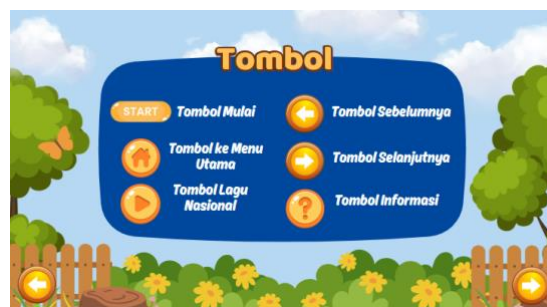 Tombol
START
Tombol Mulai
Tombol Sebelumnya
Tombol ke Menu
Utama
Tombol Selanjutnya
Tombol Lagu
Nasional
?
Tombol Informasi